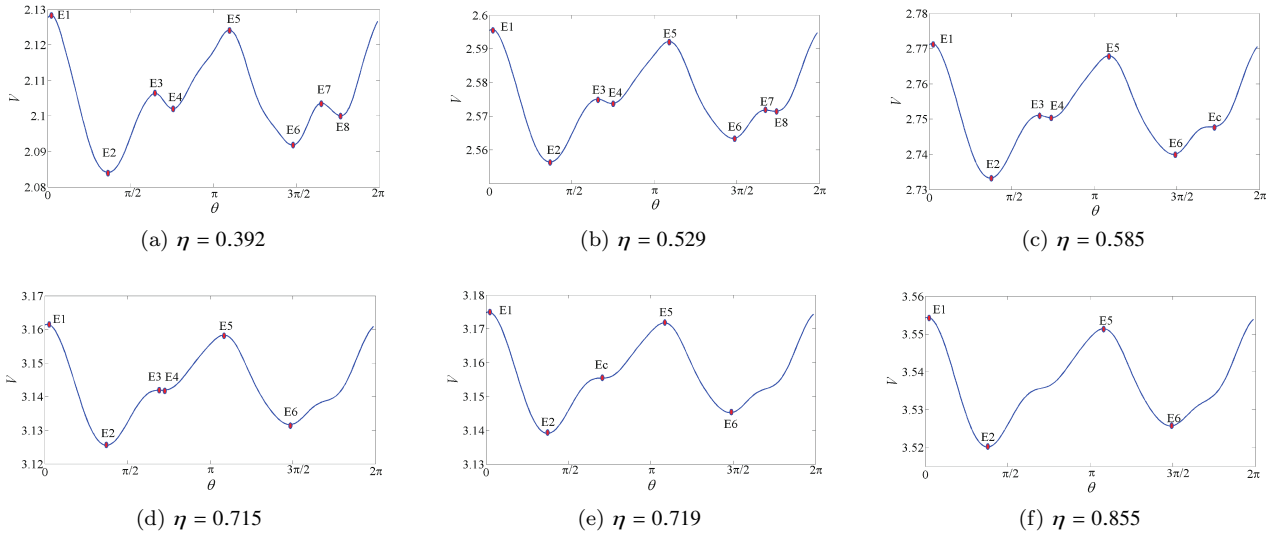 2.13
2.12
2.11
2.1
2.09
2.08
V
E1
E2
E3
E4
E5
E6
E7
E8
0
π/2
π
3π/2
2π
θ
(a) η = 0.392
2.6
2.59
2.58
2.57
2.56
V
E1
E2
E3
E4
E5
E6
E7
E8
0
π/2
π
3π/2
2π
θ
(b) η = 0.529
2.78
2.77
2.76
2.75
2.74
2.73
V
E1
E2
E3
E4
E5
E6
Ec
0
π/2
π
3π/2
2π
θ
(c) η = 0.585
3.17
3.16
3.15
3.14
3.13
3.12
V
E1
E2
E3 E4
E5
E6
0
π/2
π
3π/2
2π
θ
(d) η = 0.715
3.18
3.17
3.16
3.15
3.14
3.13
V
E1
E2
Ec
E5
E6
0
π/2
π
3π/2
2π
θ
(e) η = 0.719
3.56
3.55
3.54
3.53
3.52
V
E1
E2
E5
E6
0
π/2
π
3π/2
2π
θ
(f) η = 0.855